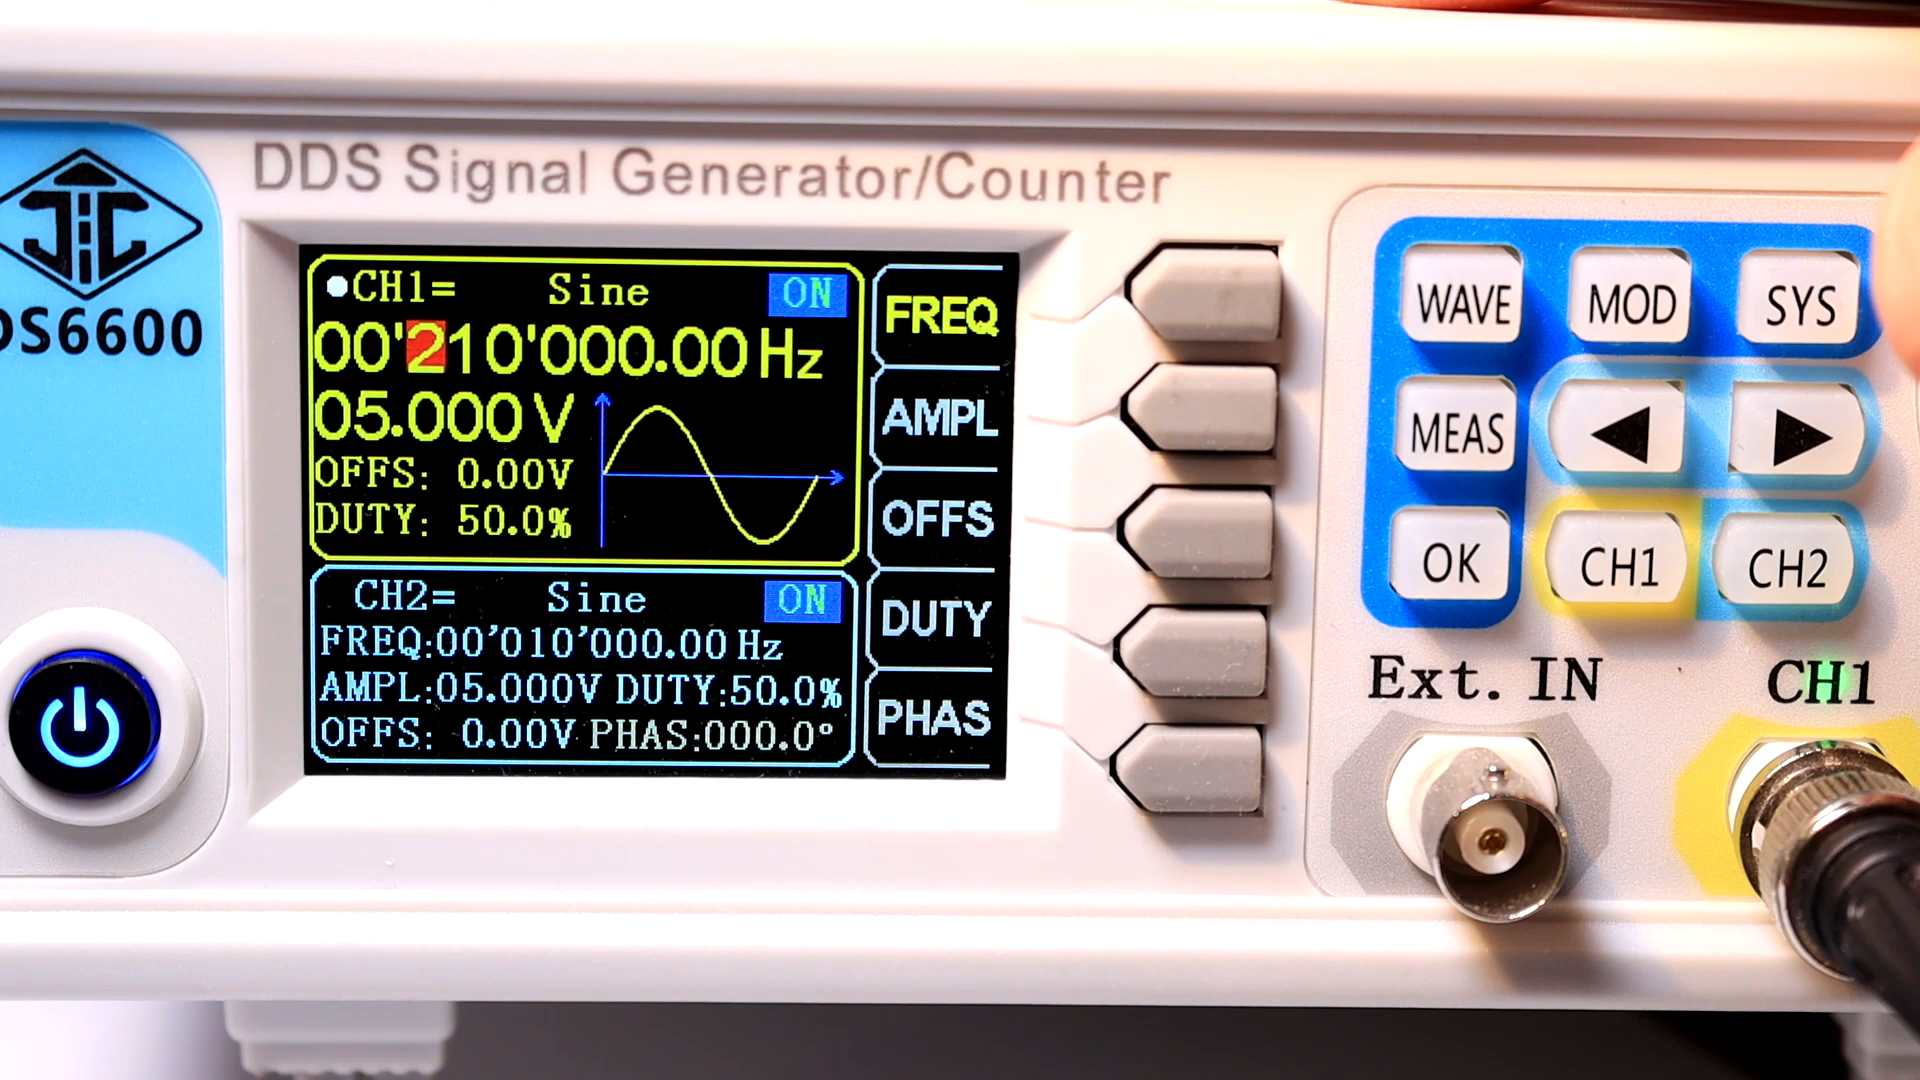 DDS Signal Generator/Counter
JTC
DS6600
CH1= Sine ON
00'210'000.00 Hz
05.000 V
OFFS: 0.00V
DUTY: 50.0%
CH2= Sine ON
FREQ:00'010'000.00 Hz
AMPL:05.000V DUTY:50.0%
OFFS: 0.00V PHAS:000.0°
FREQ
AMPL
OFFS
DUTY
PHAS
WAVE MOD SYS
MEAS
OK CH1 CH2
Ext. IN CH1